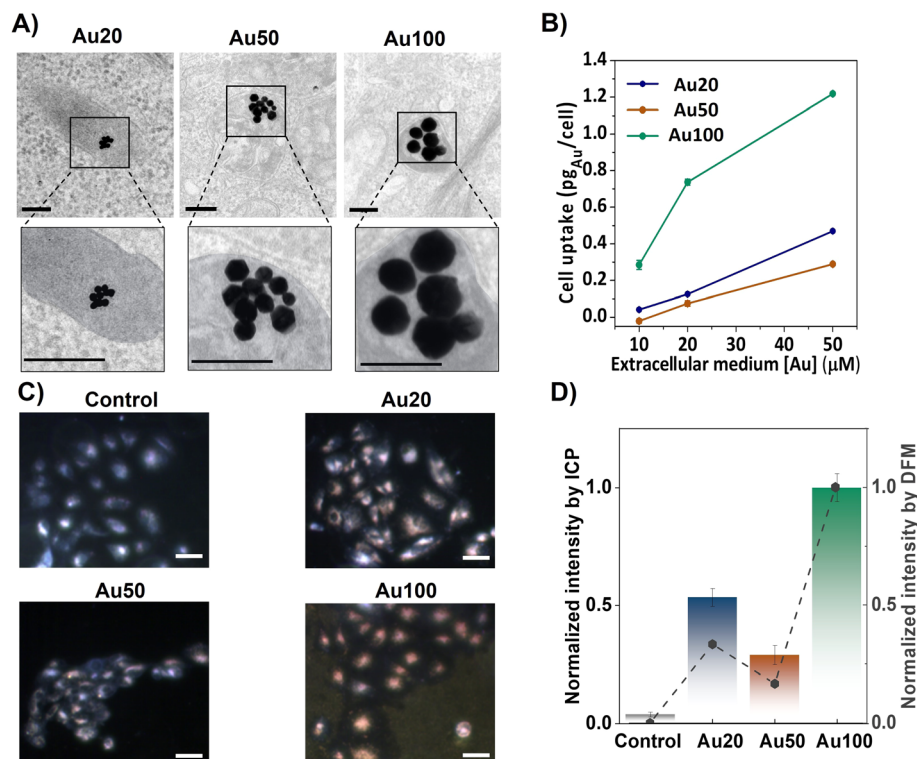 A)
Au20
Au50
Au100
B)
Cell uptake (pg_Au/cell)
1.4
1.2
1.0
0.8
0.6
0.4
0.2
0.0
Au20
Au50
Au100
10
20
30
40
50
Extracellular medium [Au] (μM)
C)
Control
Au20
Au50
Au100
D)
Normalized intensity by ICP
1.0
0.5
0.0
Normalized intensity by DFM
1.0
0.5
0.0
Control
Au20
Au50
Au100